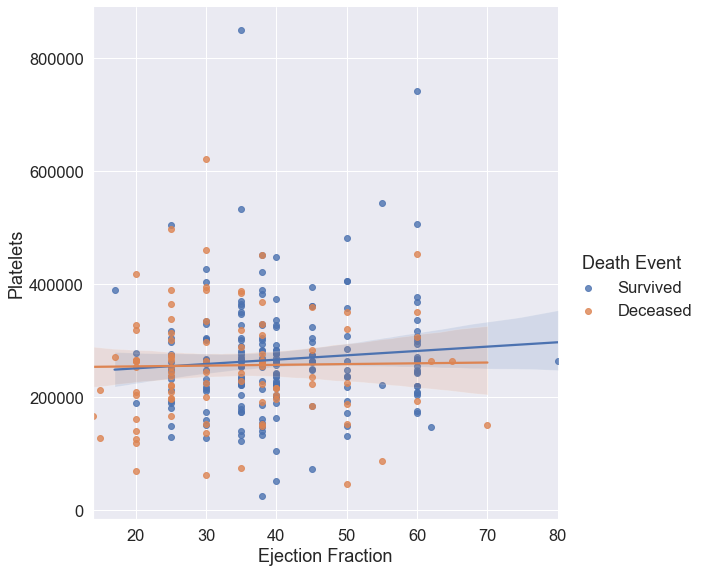 800000
600000
400000
200000
0
Platelets
20 30 40 50 60 70 80
Ejection Fraction
Death Event
Survived
Deceased